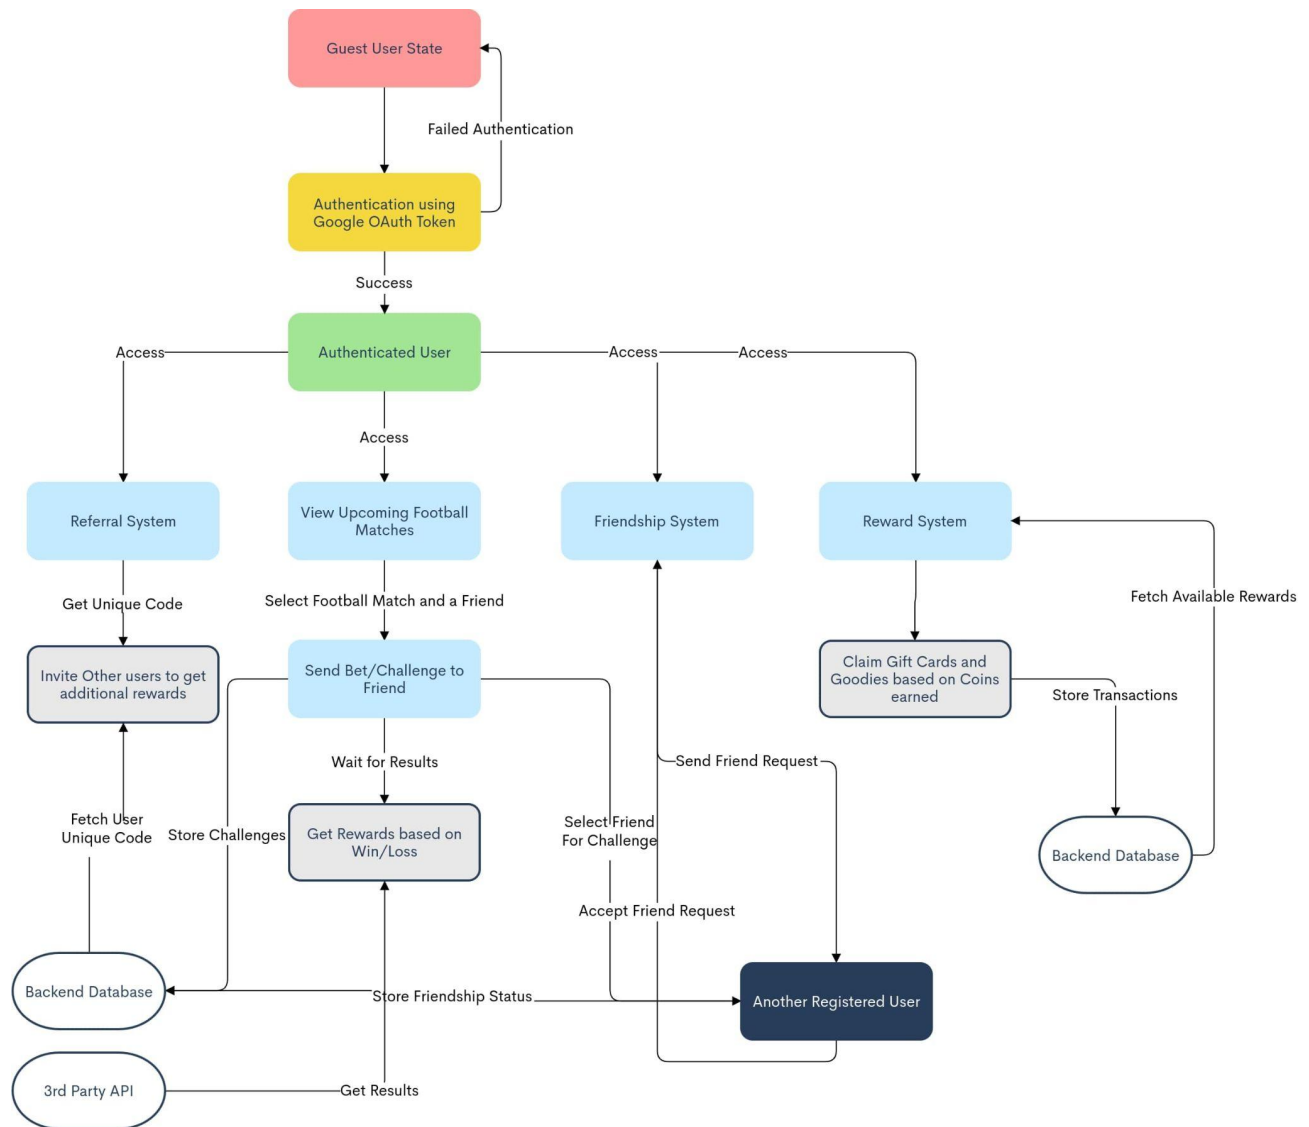 Guest User State
Failed Authentication
Authentication using
Google OAuth Token
Success
Authenticated User
Access
Access
Access
Access
Referral System
View Upcoming Football
Matches
Friendship System
Reward System
Get Unique Code
Select Football Match and a Friend
Fetch Available Rewards
Invite Other users to get
additional rewards
Send Bet/Challenge to
Friend
Claim Gift Cards and
Goodies based on Coins
earned
Store Transactions
Wait for Results
Send Friend Request
Fetch User
Unique Code
Store Challenges
Get Rewards based on
Win/Loss
Select Friend
For Challenge
Backend Database
Accept Friend Request
Backend Database
Store Friendship Status
Another Registered User
3rd Party API
Get Results